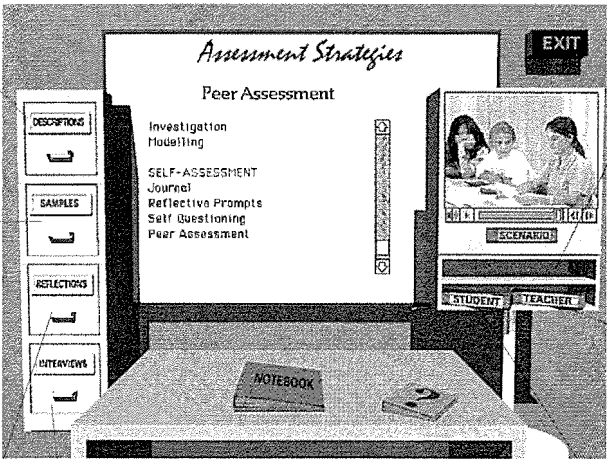 Assessment Strategies
EXIT
Peer Assessment
DESCRIPTIONS
Investigation
Modelling
SELF-ASSESSMENT
Journal
Reflective Prompts
Self Questioning
Peer Assessment
SAMPLES
SCENARIO
REFLECTIONS
STUDENT
TEACHER
INTERVIEWS
NOTEBOOK
?